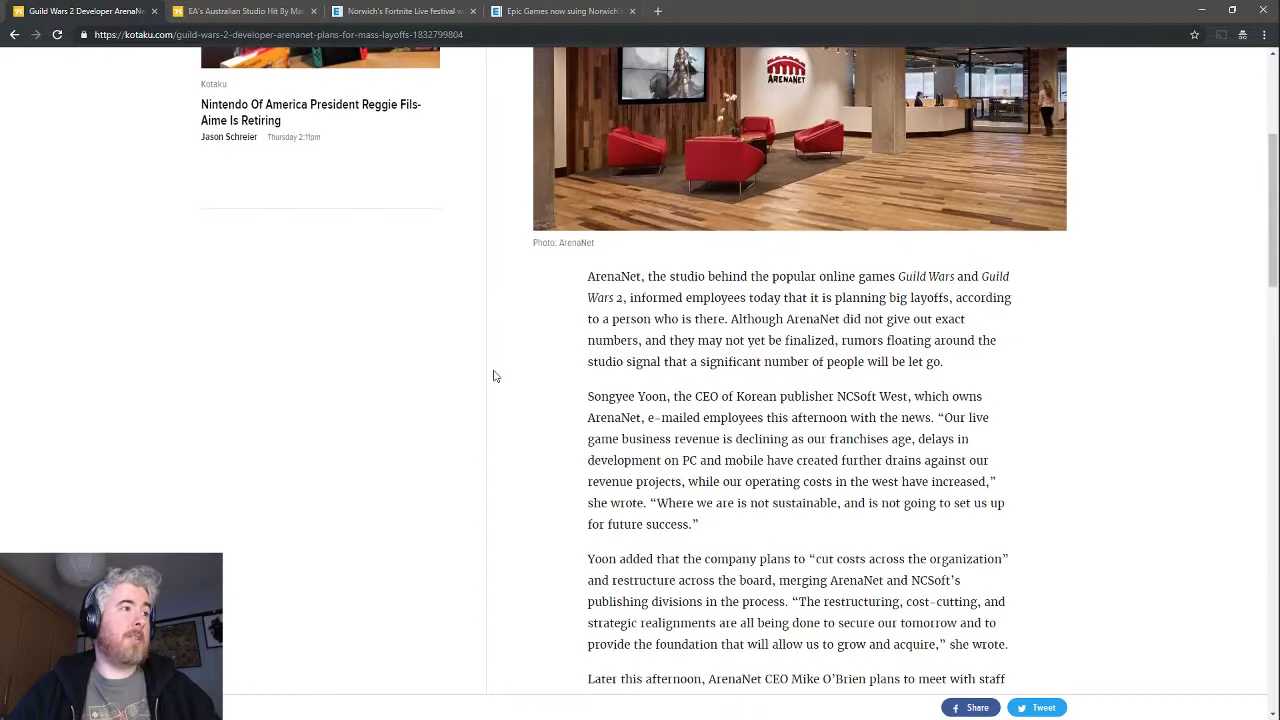 Guild Wars 2 Developer ArenaNe
EA's Australian Studio Hit By Ma
Norwich's Fortnite Live festival w
Epic Games now suing Norwich's
https://kotaku.com/guild-wars-2-developer-arenanet-plans-for-mass-layoffs-1832799804
ARENANET
Kotaku
Nintendo Of America President Reggie Fils-
Aime Is Retiring
Jason Schreier Thursday 2:11pm
Photo: ArenaNet
ArenaNet, the studio behind the popular online games Guild Wars and Guild
Wars 2, informed employees today that it is planning big layoffs, according
to a person who is there. Although ArenaNet did not give out exact
numbers, and they may not yet be finalized, rumors floating around the
studio signal that a significant number of people will be let go.
Songyee Yoon, the CEO of Korean publisher NCSoft West, which owns
ArenaNet, e-mailed employees this afternoon with the news. “Our live
game business revenue is declining as our franchises age, delays in
development on PC and mobile have created further drains against our
revenue projects, while our operating costs in the west have increased,”
she wrote. “Where we are is not sustainable, and is not going to set us up
for future success.”
Yoon added that the company plans to “cut costs across the organization”
and restructure across the board, merging ArenaNet and NCSoft’s
publishing divisions in the process. “The restructuring, cost-cutting, and
strategic realignments are all being done to secure our tomorrow and to
provide the foundation that will allow us to grow and acquire,” she wrote.
Later this afternoon, ArenaNet CEO Mike O’Brien plans to meet with staff
Share
Tweet